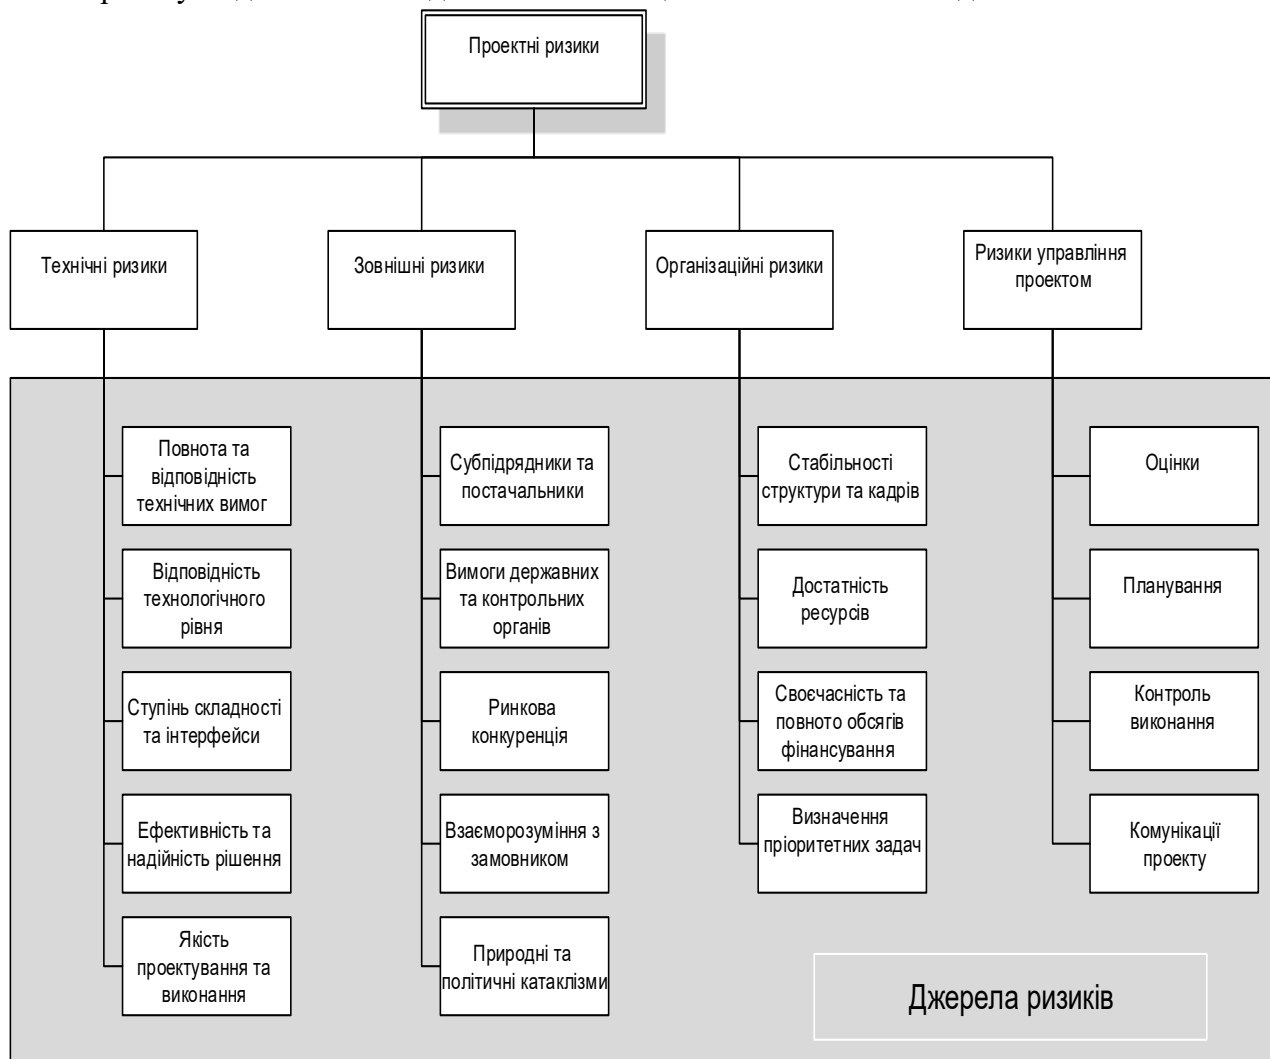 Проектні ризики
Технічні ризики
Зовнішні ризики
Організаційні ризики
Ризики управління
проектом
Повнота та
відповідність
технічних вимог
Відповідність
технологічного
рівня
Ступінь складності
та інтерфейси
Ефективність та
надійність рішення
Якість
проектування та
виконання
Субпідрядники та
постачальники
Вимоги державних
та контрольних
органів
Ринкова
конкуренція
Взаєморозуміння з
замовником
Природні та
політичні катаклізми
Стабільності
структури та кадрів
Достатність
ресурсів
Своєчасність та
повното обсягів
фінансування
Визначення
пріоритетних задач
Оцінки
Планування
Контроль
виконання
Комунікації
проекту
Джерела ризиків